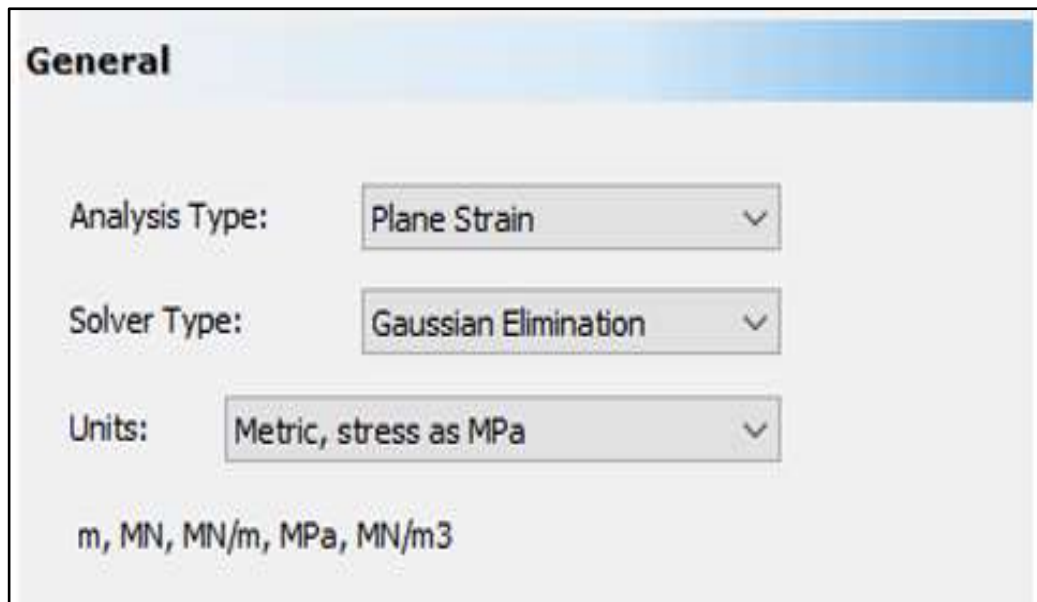 General
Analysis Type: Plane Strain
Solver Type: Gaussian Elimination
Units: Metric, stress as MPa
m, MN, MN/m, MPa, MN/m3